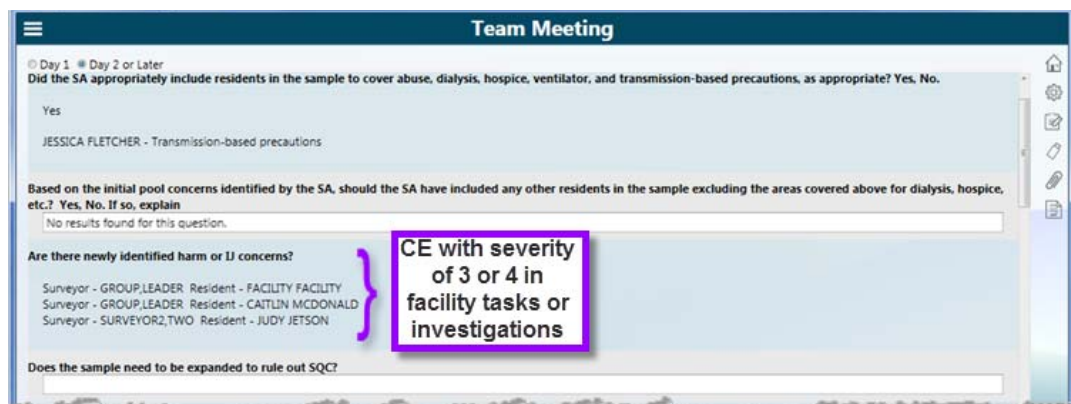 Team Meeting
Day 1 Day 2 or Later
Did the SA appropriately include residents in the sample to cover abuse, dialysis, hospice, ventilator, and transmission-based precautions, as appropriate? Yes, No.
Yes
JESSICA FLETCHER - Transmission-based precautions
Based on the initial pool concerns identified by the SA, should the SA have included any other residents in the sample excluding the areas covered above for dialysis, hospice,
etc.? Yes, No. If so, explain
No results found for this question.
Are there newly identified harm or IJ concerns?
Surveyor - GROUP,LEADER Resident - FACILITY FACILITY
Surveyor - GROUP,LEADER Resident - CAITLIN MCDONALD
Surveyor - SURVEYOR2,TWO Resident - JUDY JETSON
CE with severity
of 3 or 4 in
facility tasks or
investigations
Does the sample need to be expanded to rule out SQC?